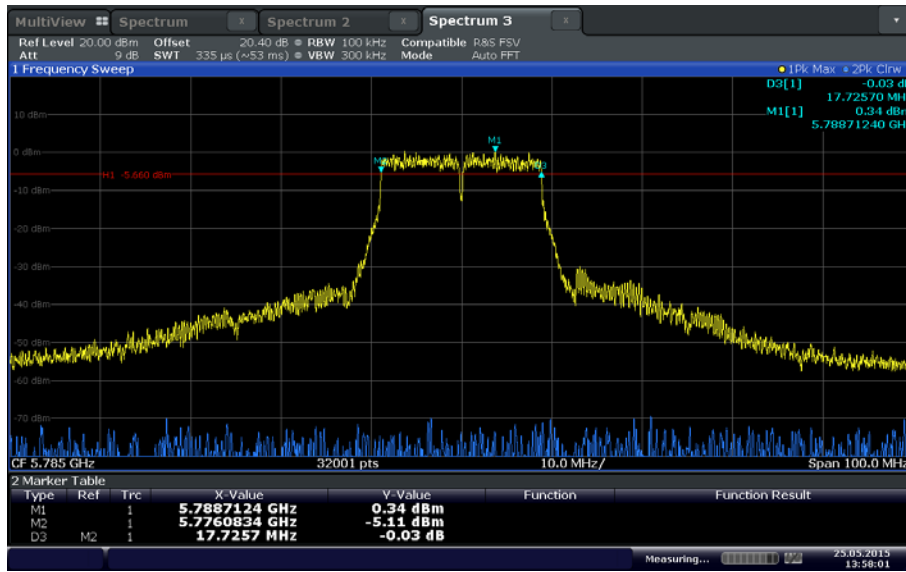 MultiView Spectrum x Spectrum 2 x Spectrum 3 x
Ref Level 20.00 dBm Offset 20.40 dB RBW 100 kHz Compatible R&S FSV
Att 9 dB SWT 335 µs (~53 ms) VBW 300 kHz Mode Auto FFT
1 Frequency Sweep 1Pk Max 2Pk Clrw
D3[1] -0.03 d
17.72570 MH
10 dBm M1[1] 0.34 dBm
5.78871240 GH
M1
0 dBm
H1 -5.660 dBm
-10 dBm
-20 dBm
-30 dBm
-40 dBm
-50 dBm
-60 dBm
-70 dBm
CF 5.785 GHz 32001 pts 10.0 MHz/ Span 100.0 MHz
2 Marker Table
Type Ref Trc X-Value Y-Value Function Function Result
M1 1 5.7887124 GHz 0.34 dBm
M2 1 5.7760834 GHz -5.11 dBm
D3 M2 1 17.7257 MHz -0.03 dB
Measuring... 25.05.2015
13:58:01